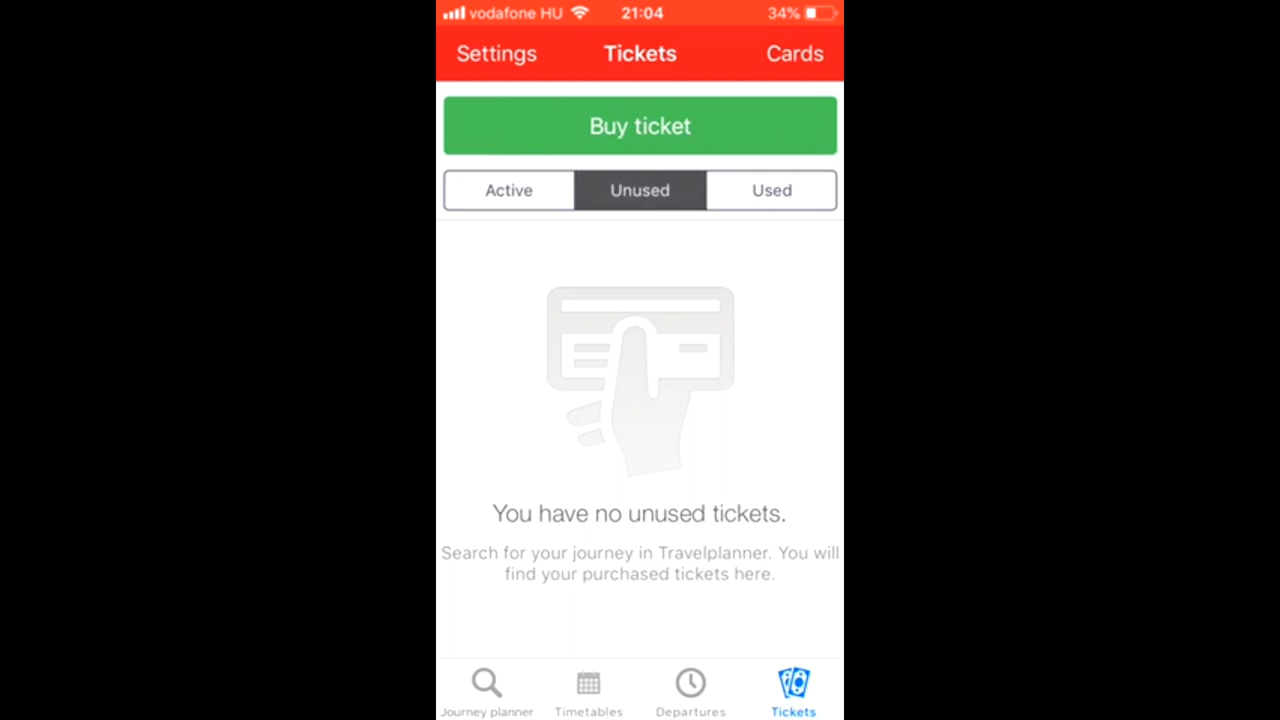 vodafone HU 21:04 34%
Settings Tickets Cards
Buy ticket
Active Unused Used
You have no unused tickets.
Search for your journey in Travelplanner. You will
find your purchased tickets here.
Journey planner Timetables Departures Tickets